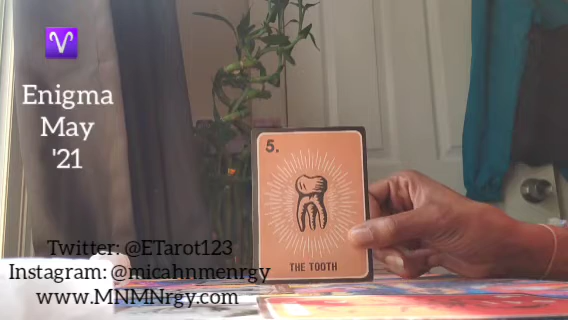 ♈
Enigma
May
'21
5.
THE TOOTH
Twitter: @ETarot123
Instagram: @micahnmenrgy
www.MNMNrgy.com